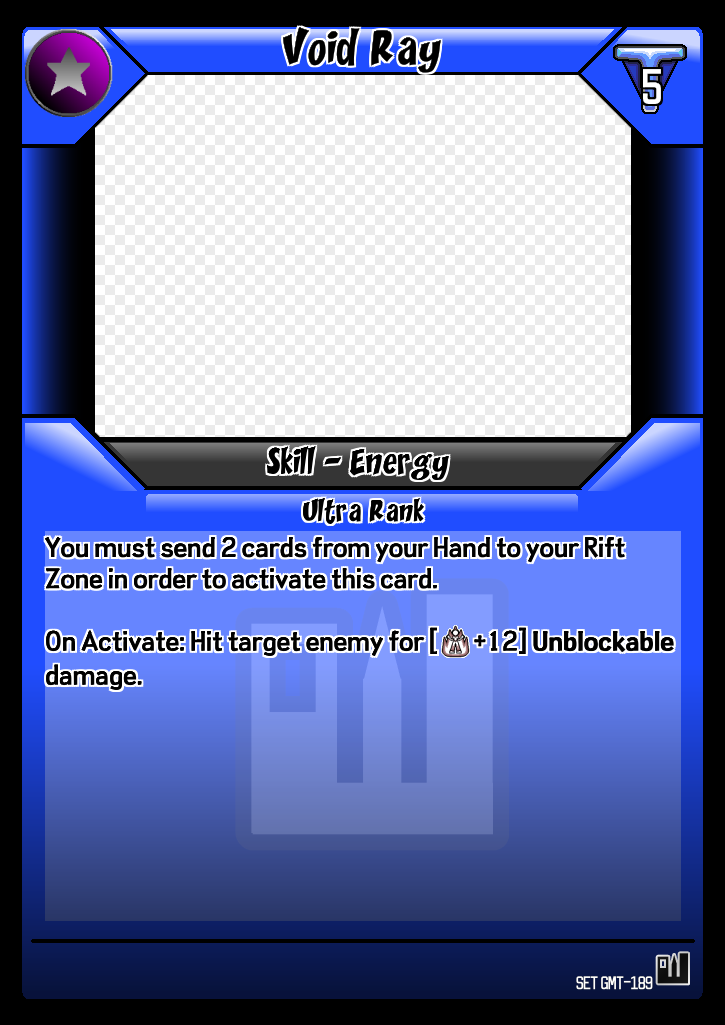 Void Ray
5
Skill - Energy
Ultra Rank
You must send 2 cards from your Hand to your Rift
Zone in order to activate this card.
On Activate: Hit target enemy for [ +12] Unblockable
damage.
SET GMT-189